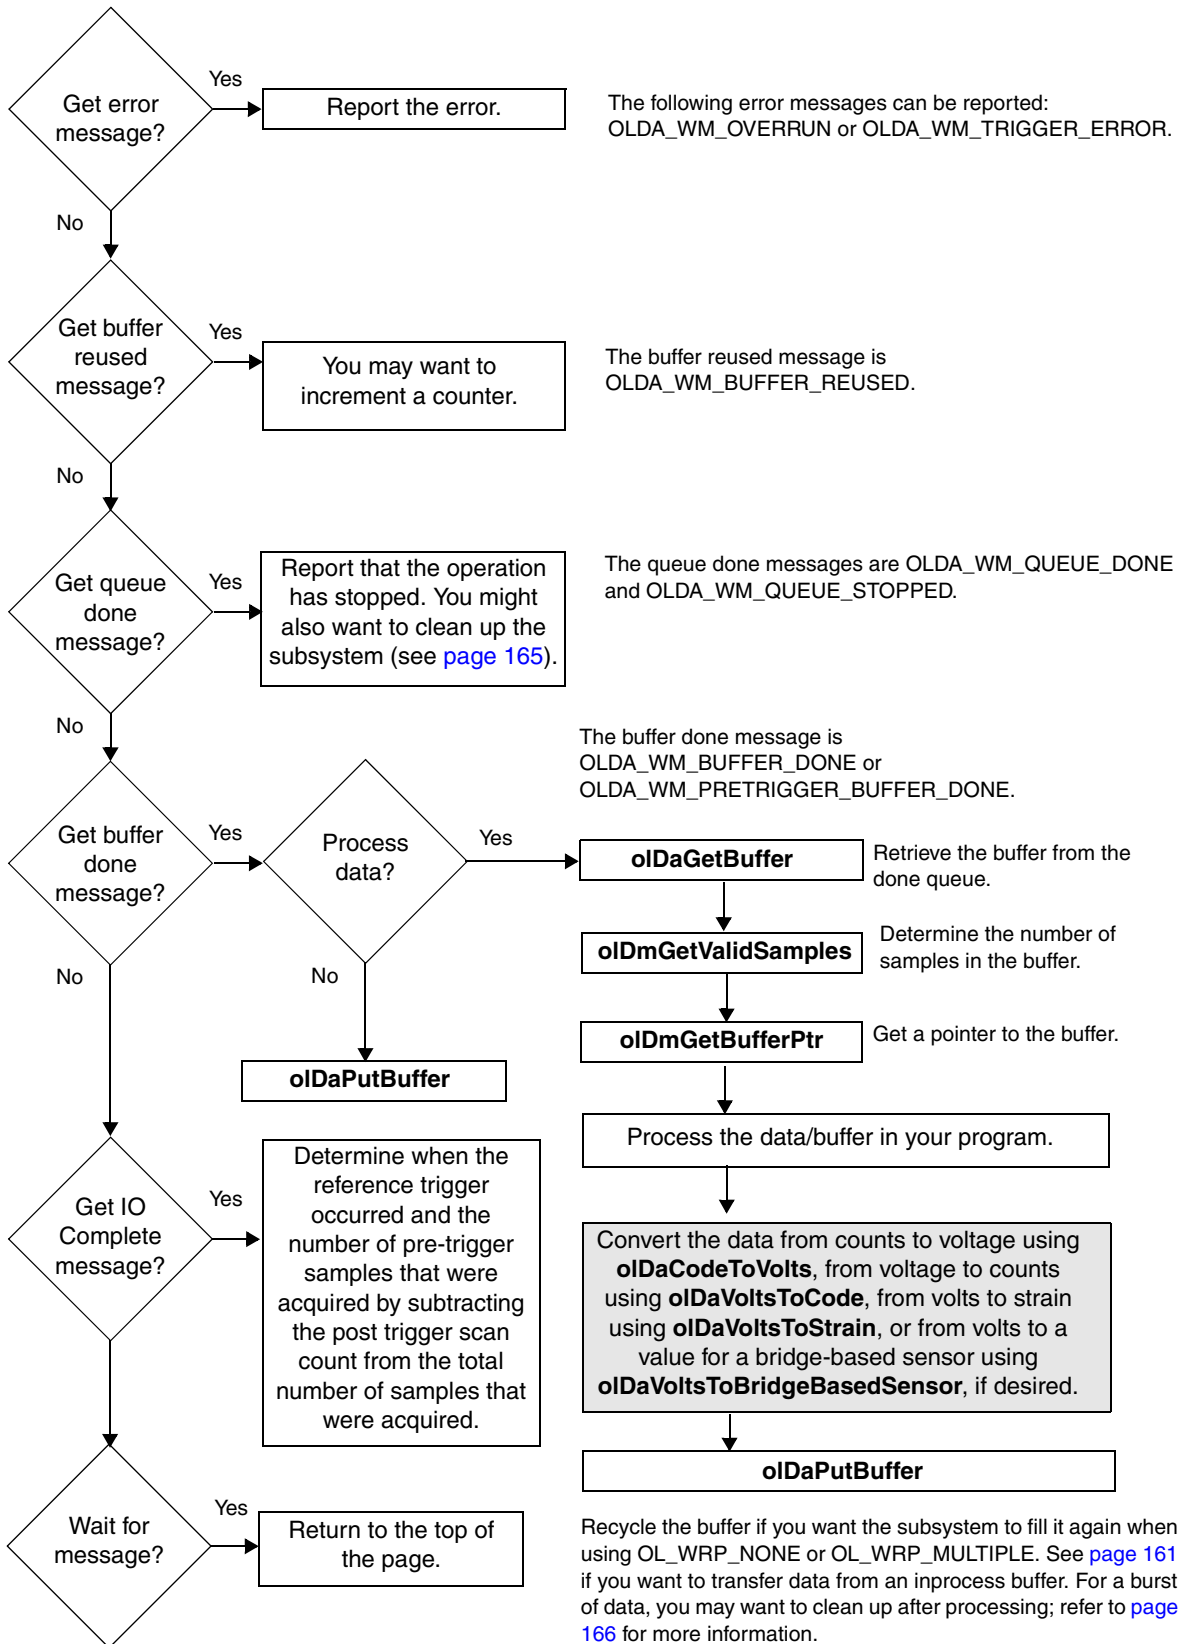 Get error
message?
Yes
Report the error.
The following error messages can be reported:
OLDA_WM_OVERRUN or OLDA_WM_TRIGGER_ERROR.
No
Get buffer
reused
message?
Yes
You may want to
increment a counter.
The buffer reused message is
OLDA_WM_BUFFER_REUSED.
No
Get queue
done
message?
Yes
Report that the operation
has stopped. You might
also want to clean up the
subsystem (see page 165).
The queue done messages are OLDA_WM_QUEUE_DONE
and OLDA_WM_QUEUE_STOPPED.
No
The buffer done message is
OLDA_WM_BUFFER_DONE or
OLDA_WM_PRETRIGGER_BUFFER_DONE.
Get buffer
done
message?
Yes
Process
data?
Yes
olDaGetBuffer
Retrieve the buffer from the
done queue.
olDmGetValidSamples
Determine the number of
samples in the buffer.
No
No
olDmGetBufferPtr
Get a pointer to the buffer.
olDaPutBuffer
Process the data/buffer in your program.
Get IO
Complete
message?
Yes
Determine when the
reference trigger
occurred and the
number of pre-trigger
samples that were
acquired by subtracting
the post trigger scan
count from the total
number of samples that
were acquired.
Convert the data from counts to voltage using
olDaCodeToVolts, from voltage to counts
using olDaVoltsToCode, from volts to strain
using olDaVoltsToStrain, or from volts to a
value for a bridge-based sensor using
olDaVoltsToBridgeBasedSensor, if desired.
olDaPutBuffer
Wait for
message?
Yes
Return to the top of
the page.
Recycle the buffer if you want the subsystem to fill it again when
using OL_WRP_NONE or OL_WRP_MULTIPLE. See page 161
if you want to transfer data from an inprocess buffer. For a burst
of data, you may want to clean up after processing; refer to page
166 for more information.